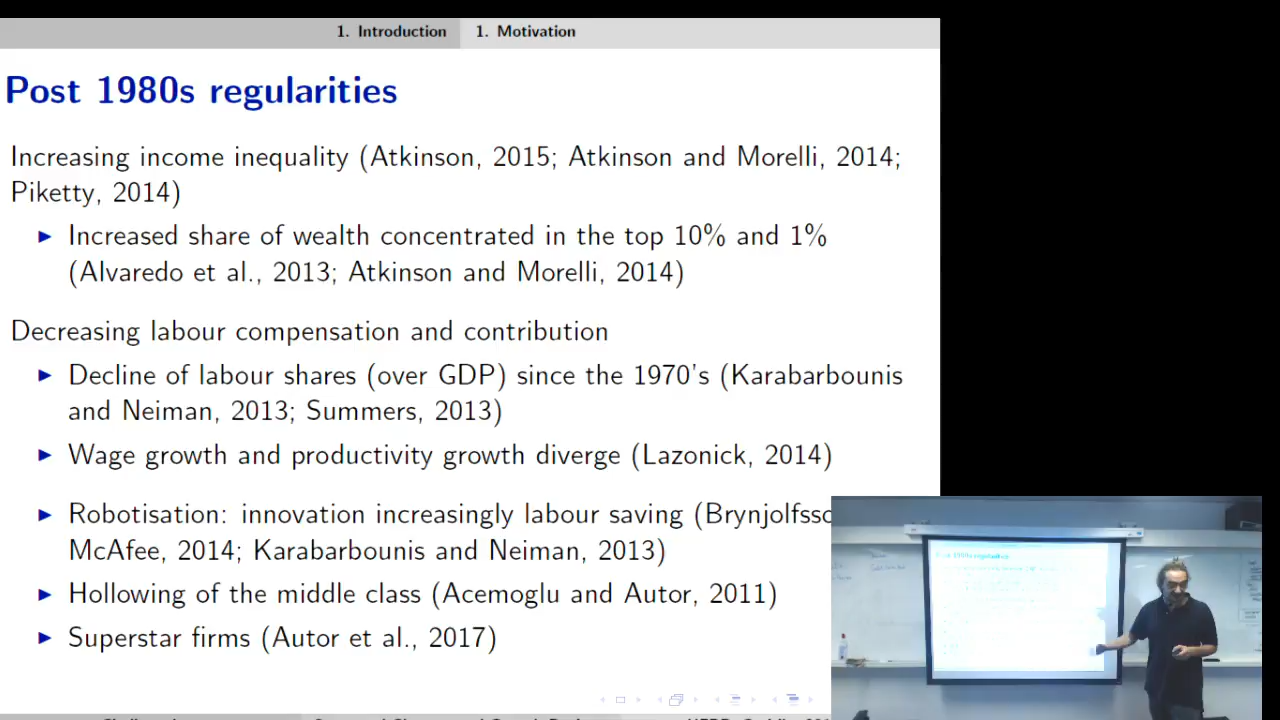 1. Introduction 1. Motivation
Post 1980s regularities
Increasing income inequality (Atkinson, 2015; Atkinson and Morelli, 2014;
Piketty, 2014)
► Increased share of wealth concentrated in the top 10% and 1%
(Alvaredo et al., 2013; Atkinson and Morelli, 2014)
Decreasing labour compensation and contribution
► Decline of labour shares (over GDP) since the 1970's (Karabarbounis
and Neiman, 2013; Summers, 2013)
► Wage growth and productivity growth diverge (Lazonick, 2014)
► Robotisation: innovation increasingly labour saving (Brynjolfsso
McAfee, 2014; Karabarbounis and Neiman, 2013)
► Hollowing of the middle class (Acemoglu and Autor, 2011)
► Superstar firms (Autor et al., 2017)
Post 1980s regularities